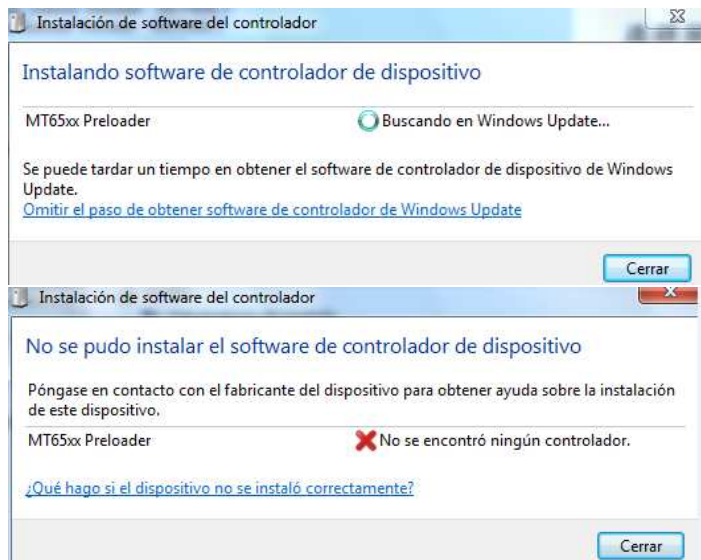 Instalación de software del controlador
Instalando software de controlador de dispositivo
MT65xx Preloader Buscando en Windows Update...
Se puede tardar un tiempo en obtener el software de controlador de dispositivo de Windows
Update.
Omitir el paso de obtener software de controlador de Windows Update
Cerrar
Instalación de software del controlador
No se pudo instalar el software de controlador de dispositivo
Póngase en contacto con el fabricante del dispositivo para obtener ayuda sobre la instalación
de este dispositivo.
MT65xx Preloader No se encontró ningún controlador.
¿Qué hago si el dispositivo no se instaló correctamente?
Cerrar